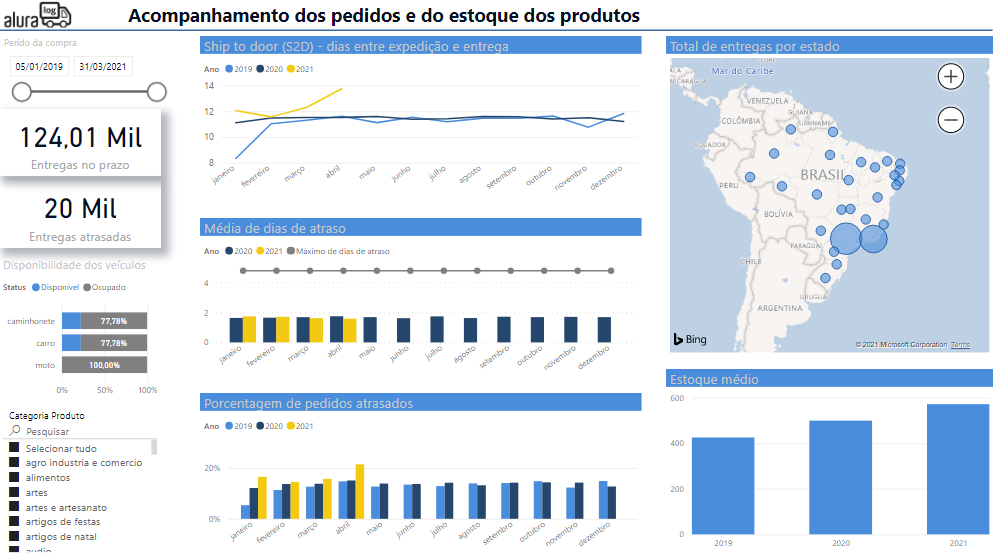 alura log
Acompanhamento dos pedidos e do estoque dos produtos
Perído da compra
05/01/2019 31/03/2021
124,01 Mil
Entregas no prazo
20 Mil
Entregas atrasadas
Disponibilidade dos veículos
Status Disponível Ocupado
caminhonete 77,78%
carro 77,78%
moto 100,00%
0% 50% 100%
Categoria Produto
Pesquisar
Selecionar tudo
agro industria e comercio
alimentos
artes
artes e artesanato
artigos de festas
artigos de natal
audio
Ship to door (S2D) - dias entre expedição e entrega
Ano 2019 2020 2021
14
12
10
8
janeiro fevereiro março abril maio junho julho agosto setembro outubro novembro dezembro
Média de dias de atraso
Ano 2020 2021 Máximo de dias de atraso
4
2
0
janeiro fevereiro março abril maio junho julho agosto setembro outubro novembro dezembro
Porcentagem de pedidos atrasados
Ano 2019 2020 2021
20%
0%
janeiro fevereiro março abril maio junho julho agosto setembro outubro novembro dezembro
Total de entregas por estado
Mar do Caribe
NICARÁGUA
VENEZUELA
GUIANA
SURINAME
COLÔMBIA
EQUADOR
BRASIL
PERU
BOLÍVIA
PARAGUAI
CHILE
URUGUAI
ARGENTINA
Bing
© 2021 Microsoft Corporation Terms
Estoque médio
600
400
200
0
2019 2020 2021